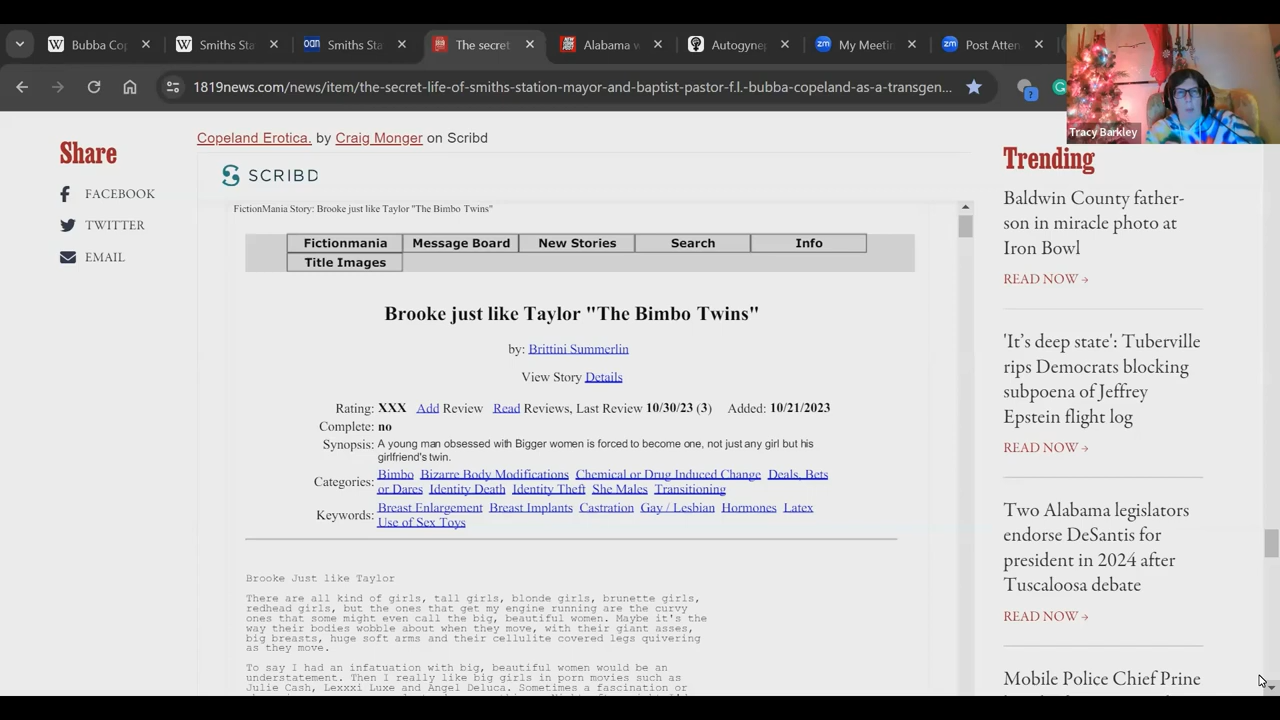 Bubba Cop
Smiths Sta
Smiths Sta
The secret
Alabama w
Autogyne
My Meeti
Post Atten
1819news.com/news/item/the-secret-life-of-smiths-station-mayor-and-baptist-pastor-f.l.-bubba-copeland-as-a-transgen...
Tracy Barkley
Share
FACEBOOK
TWITTER
EMAIL
Copeland Erotica. by Craig Monger on Scribd
SCRIBD
FictionMania Story: Brooke just like Taylor "The Bimbo Twins"
Fictionmania Message Board New Stories Search Info
Title Images
Brooke just like Taylor "The Bimbo Twins"
by: Brittini Summerlin
View Story Details
Rating: XXX Add Review Read Reviews, Last Review 10/30/23 (3) Added: 10/21/2023
Complete: no
Synopsis: A young man obsessed with Bigger women is forced to become one, not just any girl but his
girlfriend's twin.
Categories: Bimbo Bizarre Body Modifications Chemical or Drug Induced Change Deals, Bets
or Dares Identity Death Identity Theft She Males Transitioning
Keywords: Breast Enlargement Breast Implants Castration Gay / Lesbian Hormones Latex
Use of Sex Toys
Brooke Just like Taylor
There are all kind of girls, tall girls, blonde girls, brunette girls,
redhead girls, but the ones that get my engine running are the curvy
ones that some might even call the big, beautiful women. Maybe it's the
way their bodies wobble about when they move, with their giant asses,
big breasts, huge soft arms and their cellulite covered legs quivering
as they move.
To say I had an infatuation with big, beautiful women would be an
understatement. Then I really like big girls in porn movies such as
Julie Cash, Lexxxi Luxe and Angel Deluca. Sometimes a fascination or
Trending
Baldwin County father-
son in miracle photo at
Iron Bowl
READ NOW →
'It's deep state': Tuberville
rips Democrats blocking
subpoena of Jeffrey
Epstein flight log
READ NOW →
Two Alabama legislators
endorse DeSantis for
president in 2024 after
Tuscaloosa debate
READ NOW →
Mobile Police Chief Prine